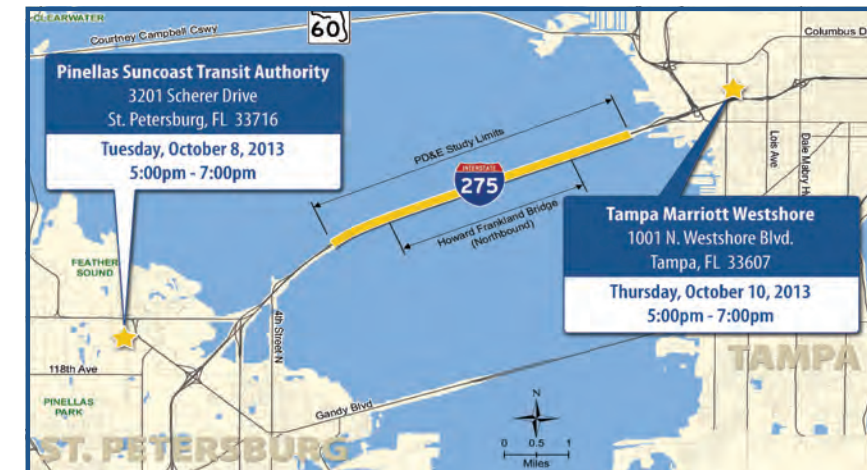 CLEARWATER
Courtney Campbell Cswy
60
Columbus D
Pinellas Suncoast Transit Authority
3201 Scherer Drive
St. Petersburg, FL 33716
Tuesday, October 8, 2013
5:00pm - 7:00pm
PD&E Study Limits
INTERSTATE
275
Howard Frankland Bridge
(Northbound)
Lois Ave
Dale Mabry H
Tampa Marriott Westshore
1001 N. Westshore Blvd.
Tampa, FL 33607
Thursday, October 10, 2013
5:00pm - 7:00pm
FEATHER
SOUND
4th Street N
118th Ave
PINELLAS
PARK
Gandy Blvd
TAMPA
ST. PETERSBURG
N
0 0.5 1
Miles